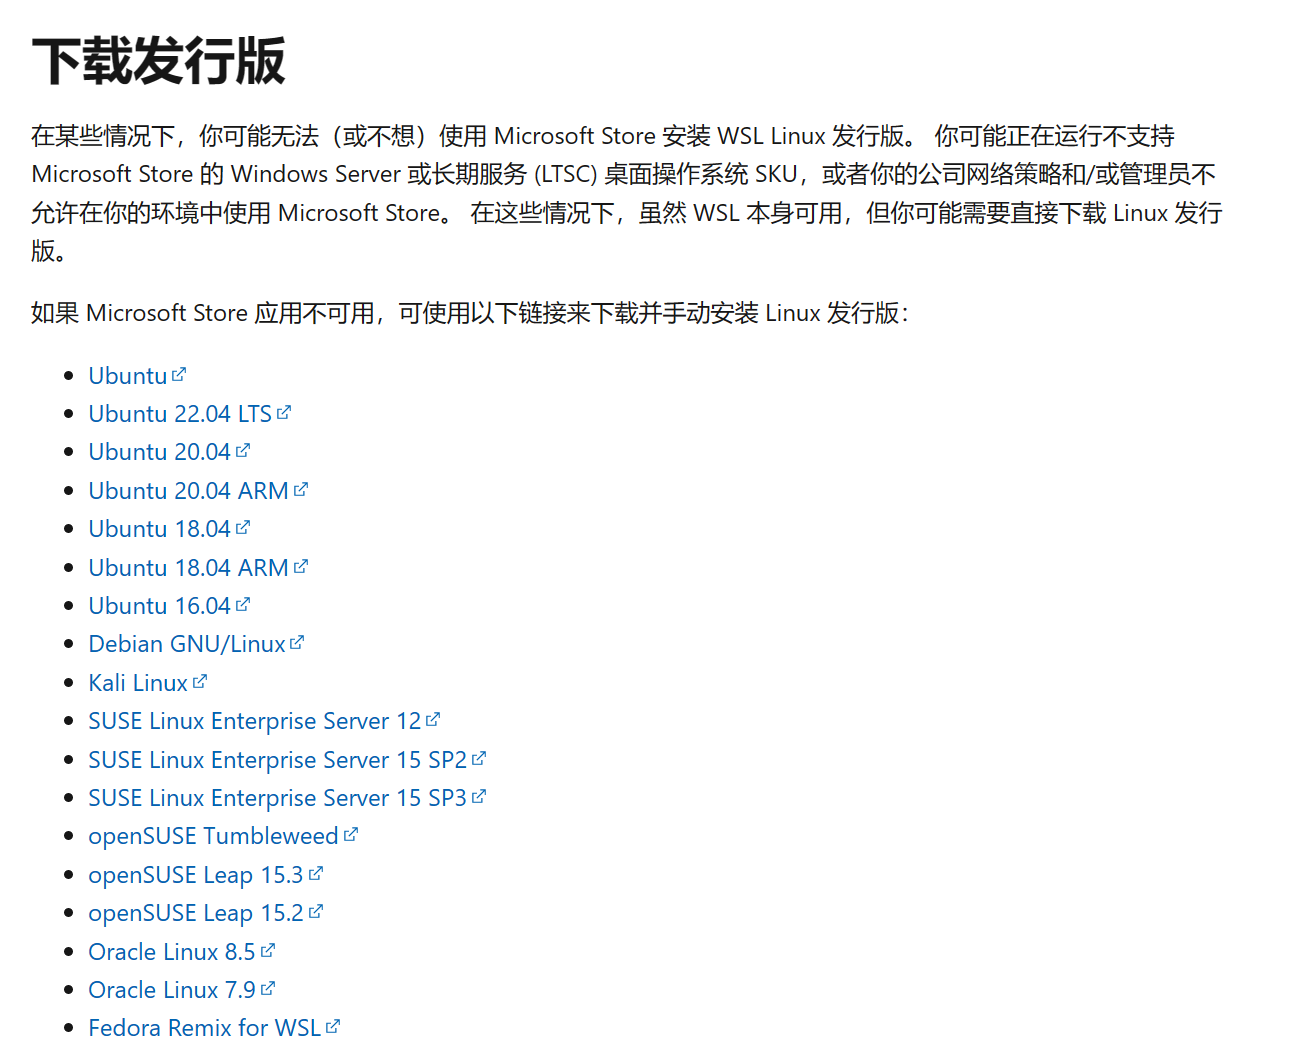 下载发行版
在某些情况下，你可能无法（或不想）使用 Microsoft Store 安装 WSL Linux 发行版。 你可能正在运行不支持
Microsoft Store 的 Windows Server 或长期服务 (LTSC) 桌面操作系统 SKU，或者你的公司网络策略和/或管理员不
允许在你的环境中使用 Microsoft Store。 在这些情况下，虽然 WSL 本身可用，但你可能需要直接下载 Linux 发行
版。
如果 Microsoft Store 应用不可用，可使用以下链接来下载并手动安装 Linux 发行版：
• Ubuntu
• Ubuntu 22.04 LTS
• Ubuntu 20.04
• Ubuntu 20.04 ARM
• Ubuntu 18.04
• Ubuntu 18.04 ARM
• Ubuntu 16.04
• Debian GNU/Linux
• Kali Linux
• SUSE Linux Enterprise Server 12
• SUSE Linux Enterprise Server 15 SP2
• SUSE Linux Enterprise Server 15 SP3
• openSUSE Tumbleweed
• openSUSE Leap 15.3
• openSUSE Leap 15.2
• Oracle Linux 8.5
• Oracle Linux 7.9
• Fedora Remix for WSL